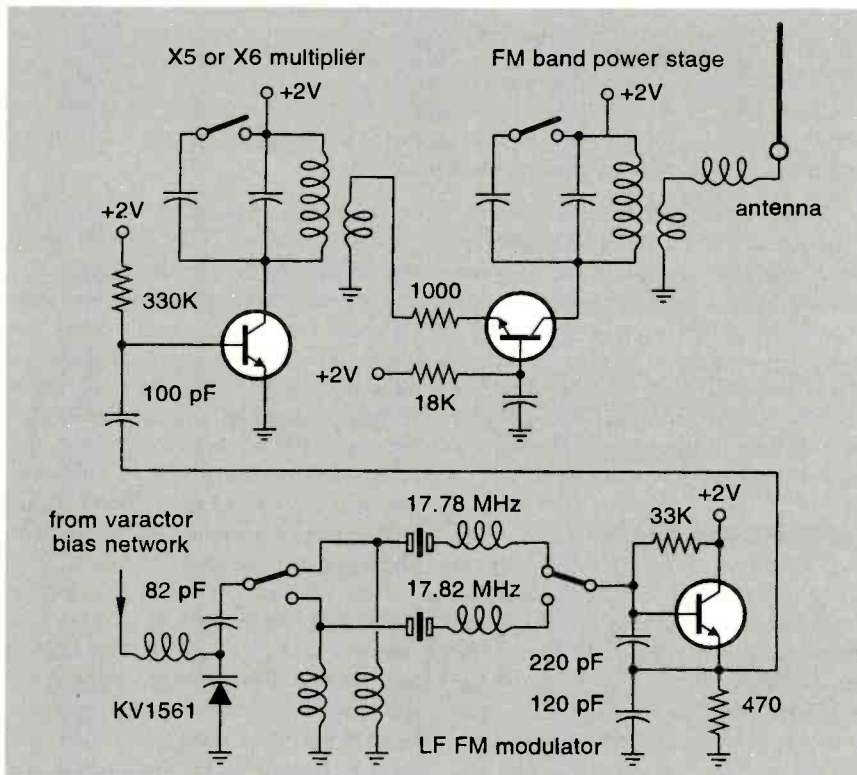 X5 or X6 multiplier
FM band power stage
+2V
+2V
antenna
+2V
330K
1000
+2V
18K
100 pF
17.78 MHz
+2V
from varactor
bias network
33K
82 pF
17.82 MHz
220 pF
KV1561
120 pF
470
LF FM modulator